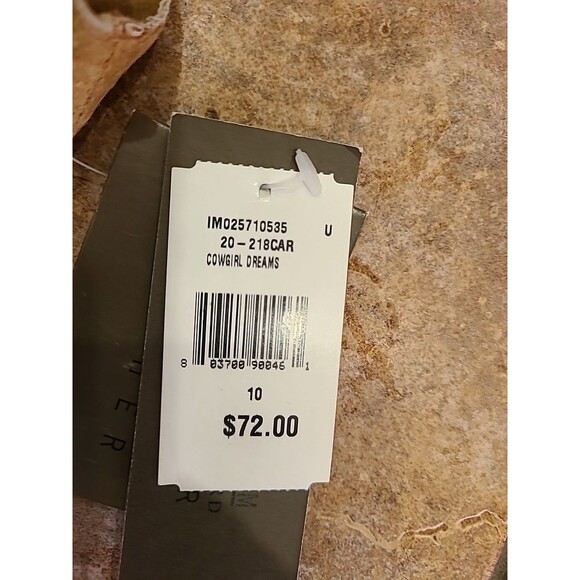 IM025710535 U
20-218CAR
COWGIRL DREAMS
8 03700 90046 1
10
$72.00